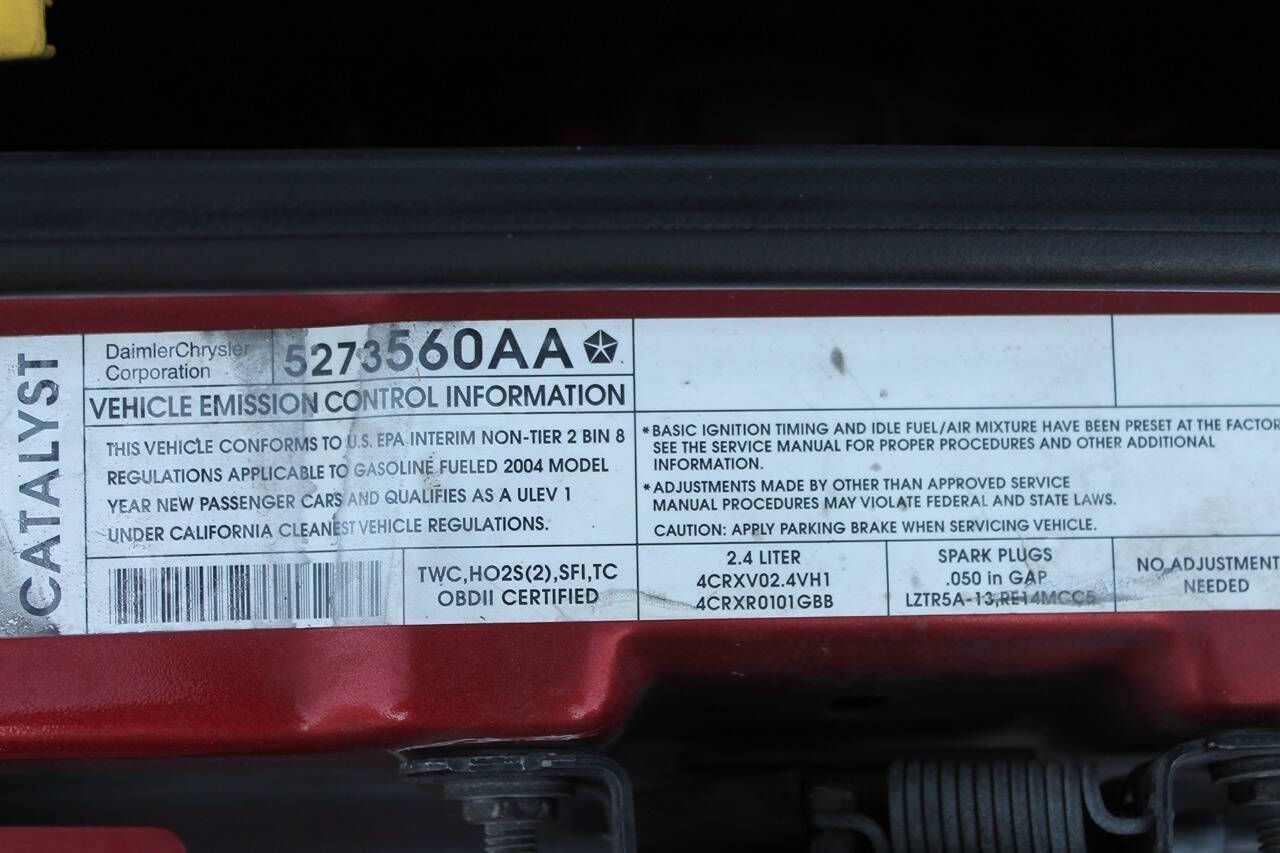 CATALYST
DaimlerChrysler
Corporation
5273560AA
VEHICLE EMISSION CONTROL INFORMATION
THIS VEHICLE CONFORMS TO U.S. EPA INTERIM NON-TIER 2 BIN 8
REGULATIONS APPLICABLE TO GASOLINE FUELED 2004 MODEL
YEAR NEW PASSENGER CARS AND QUALIFIES AS A ULEV 1
UNDER CALIFORNIA CLEANEST VEHICLE REGULATIONS.
TWC,HO2S(2),SFI,TC
OBDII CERTIFIED
*BASIC IGNITION TIMING AND IDLE FUEL/AIR MIXTURE HAVE BEEN PRESET AT THE FACTOR
SEE THE SERVICE MANUAL FOR PROPER PROCEDURES AND OTHER ADDITIONAL
INFORMATION.
*ADJUSTMENTS MADE BY OTHER THAN APPROVED SERVICE
MANUAL PROCEDURES MAY VIOLATE FEDERAL AND STATE LAWS.
CAUTION: APPLY PARKING BRAKE WHEN SERVICING VEHICLE.
2.4 LITER
4CRXV02.4VH1
4CRXR0101GBB
SPARK PLUGS
.050 in GAP
LZTR5A-13,RE14MCC5
NO ADJUSTMENT
NEEDED